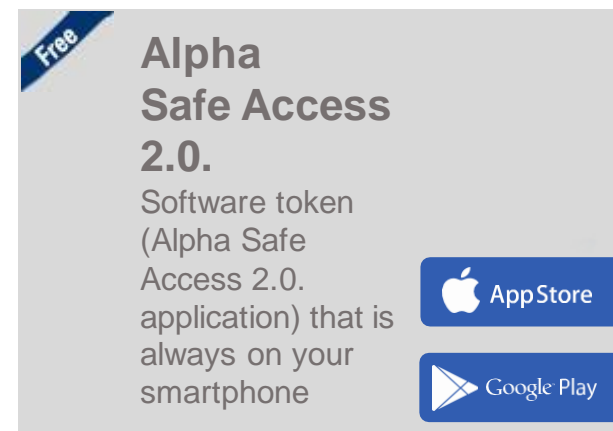 Free
Alpha
Safe Access
2.0.
Software token
(Alpha Safe
Access 2.0.
application) that is
always on your
smartphone
App Store
Google Play